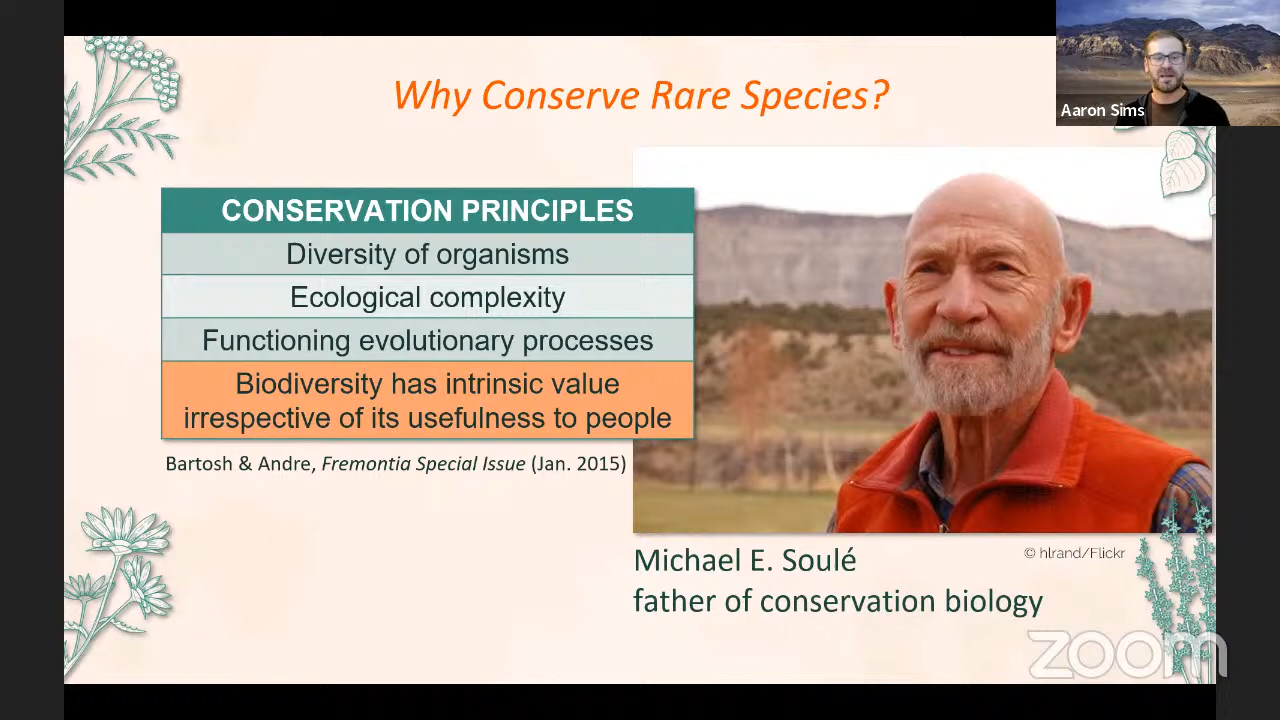 Why Conserve Rare Species?
Aaron Sims
CONSERVATION PRINCIPLES
Diversity of organisms
Ecological complexity
Functioning evolutionary processes
Biodiversity has intrinsic value
irrespective of its usefulness to people
Bartosh & Andre, Fremontia Special Issue (Jan. 2015)
© hlrand/Flickr
Michael E. Soulé
father of conservation biology
zoom